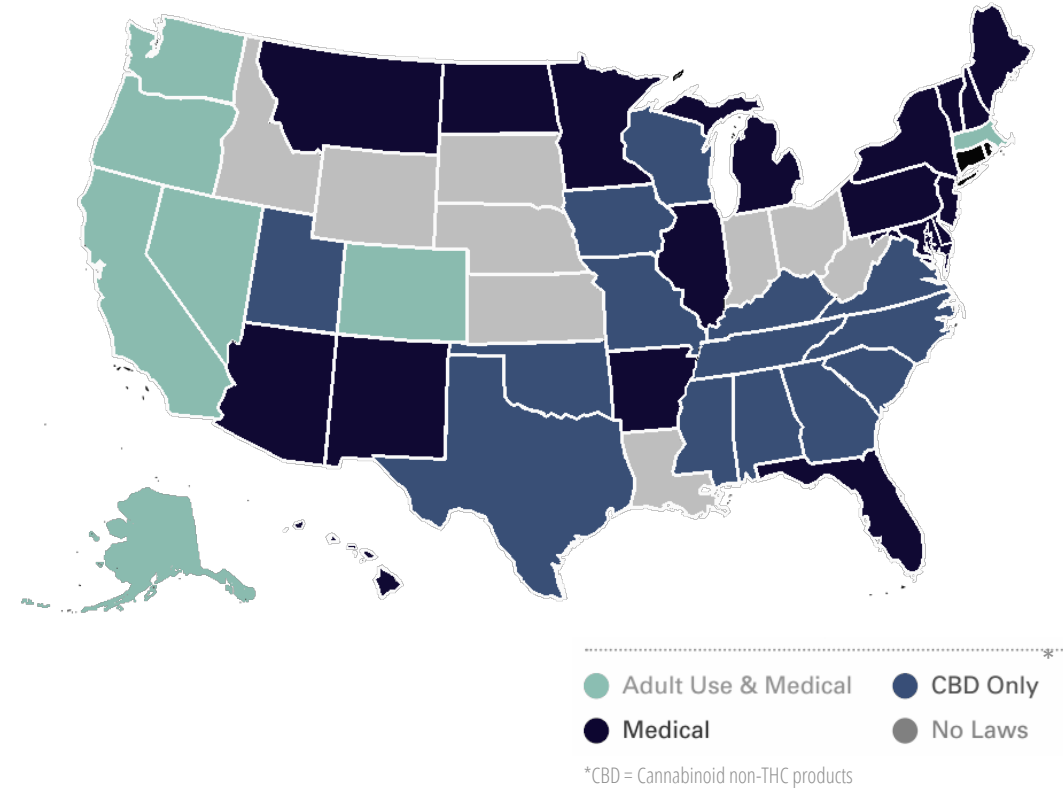 *
Adult Use & Medical
CBD Only
Medical
No Laws
*CBD = Cannabinoid non-THC products